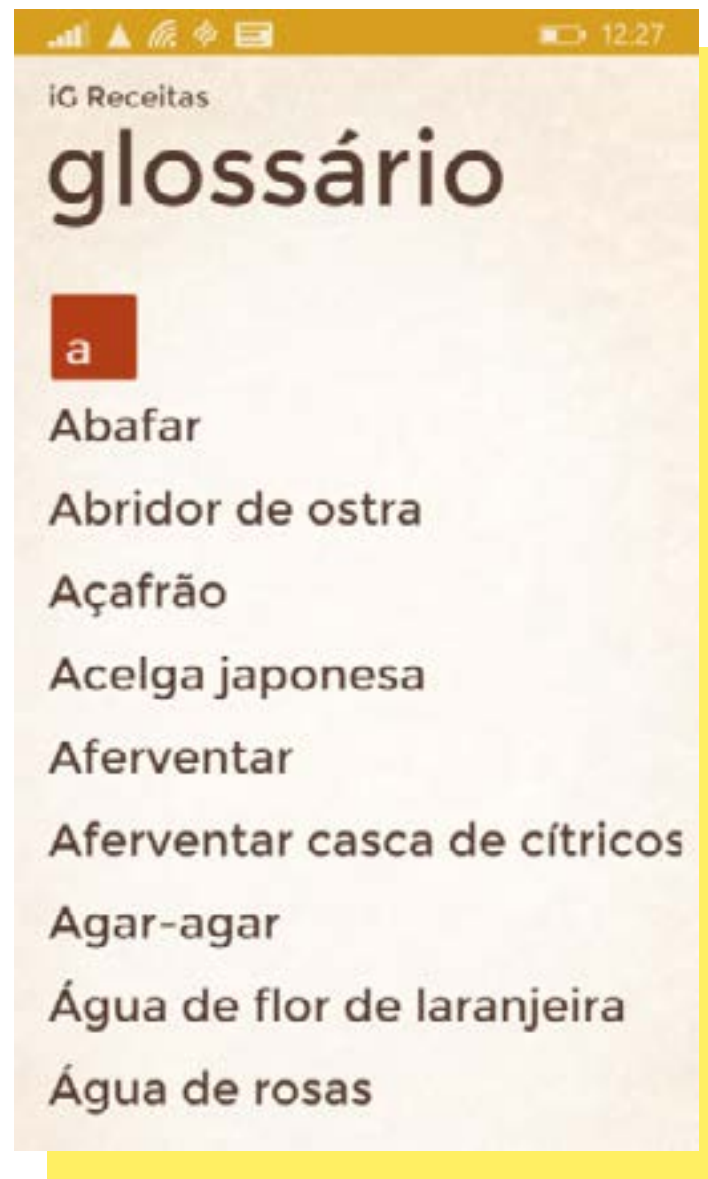 12.27
iG Receitas
glossário
a
Abafar
Abridor de ostra
Açafrão
Acelga japonesa
Aferventar
Aferventar casca de cítricos
Agar-agar
Água de flor de laranjeira
Água de rosas